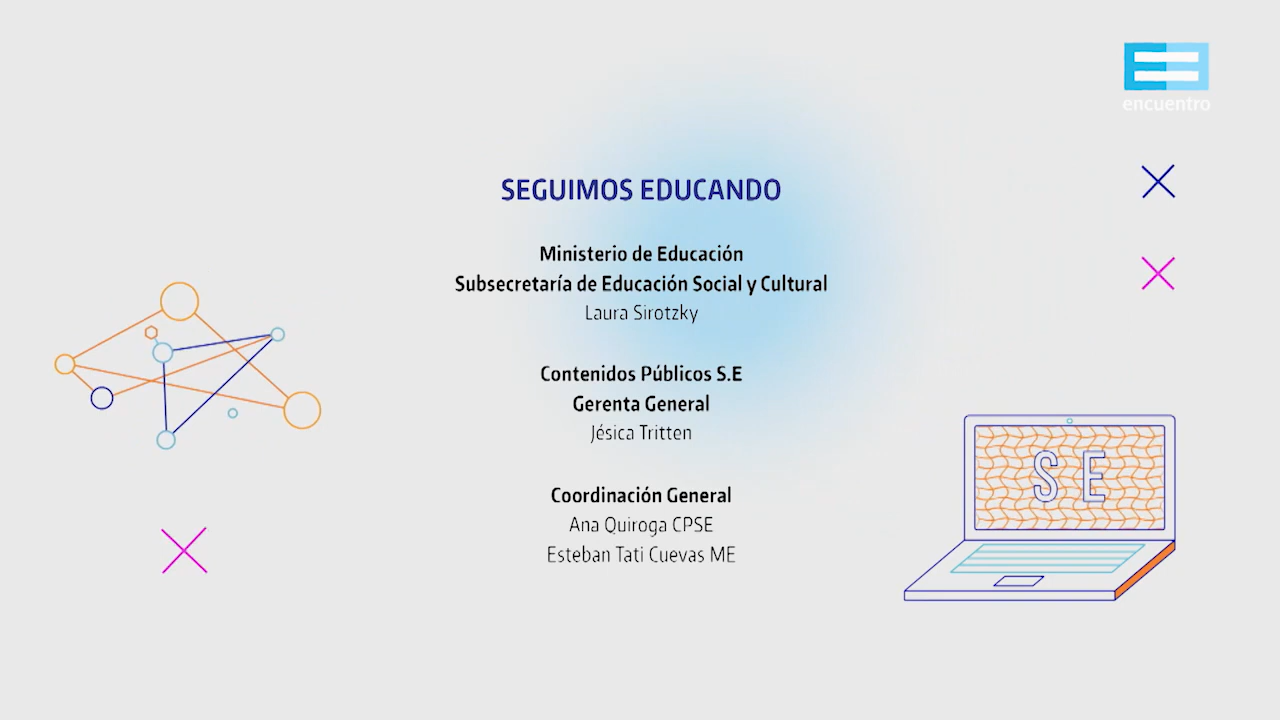 encuentro
SEGUIMOS EDUCANDO
Ministerio de Educación
Subsecretaría de Educación Social y Cultural
Laura Sirotzky
Contenidos Públicos S.E
Gerenta General
Jésica Tritten
Coordinación General
Ana Quiroga CPSE
Esteban Tati Cuevas ME
S E